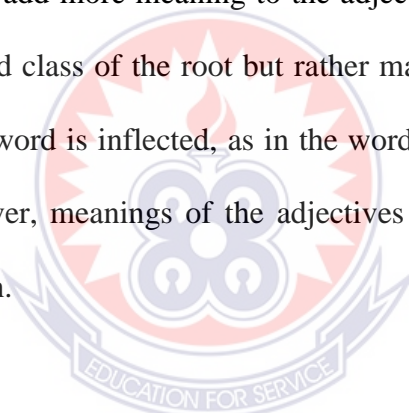 add more meaning to the adjec
d class of the root but rather ma
word is inflected, as in the word
ver, meanings of the adjectives
EDUCATION FOR SERVICE